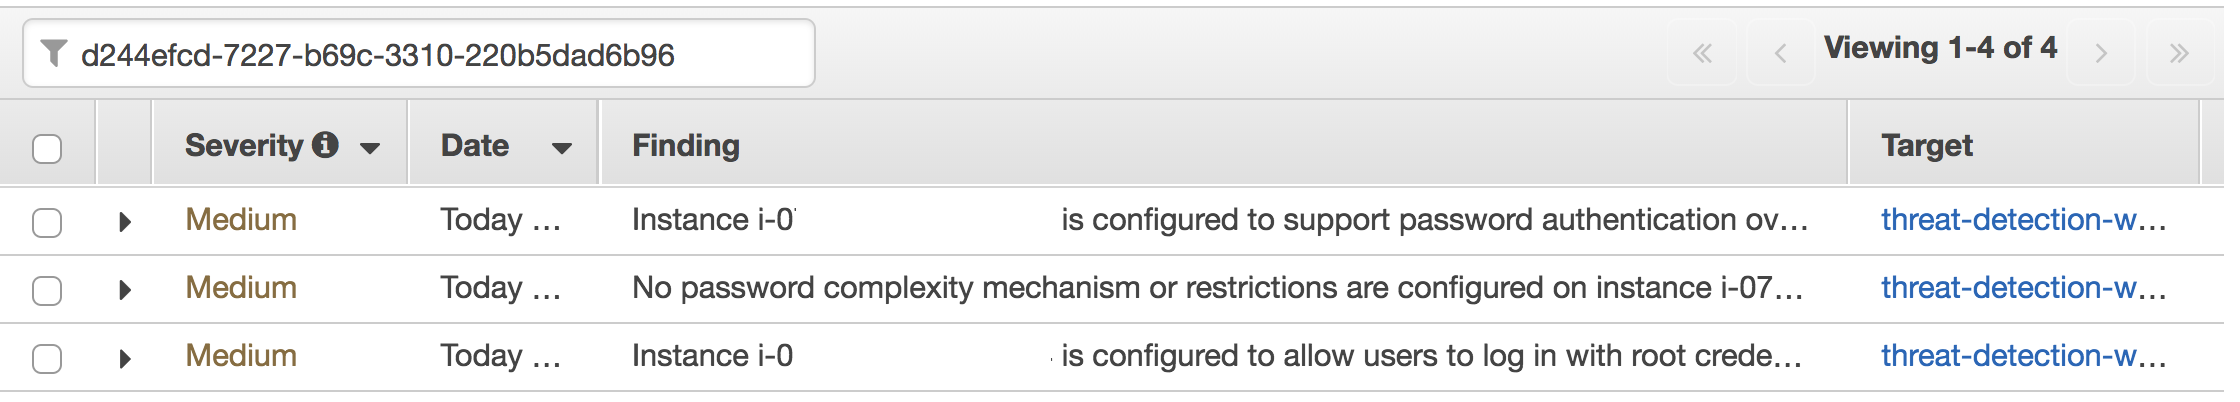 d244efcd-7227-b69c-3310-220b5dad6b96 Viewing 1-4 of 4
Severity Date Finding Target
Medium Today ... Instance i-0 is configured to support password authentication ov... threat-detection-w...
Medium Today ... No password complexity mechanism or restrictions are configured on instance i-07... threat-detection-w...
Medium Today ... Instance i-0 is configured to allow users to log in with root crede... threat-detection-w...